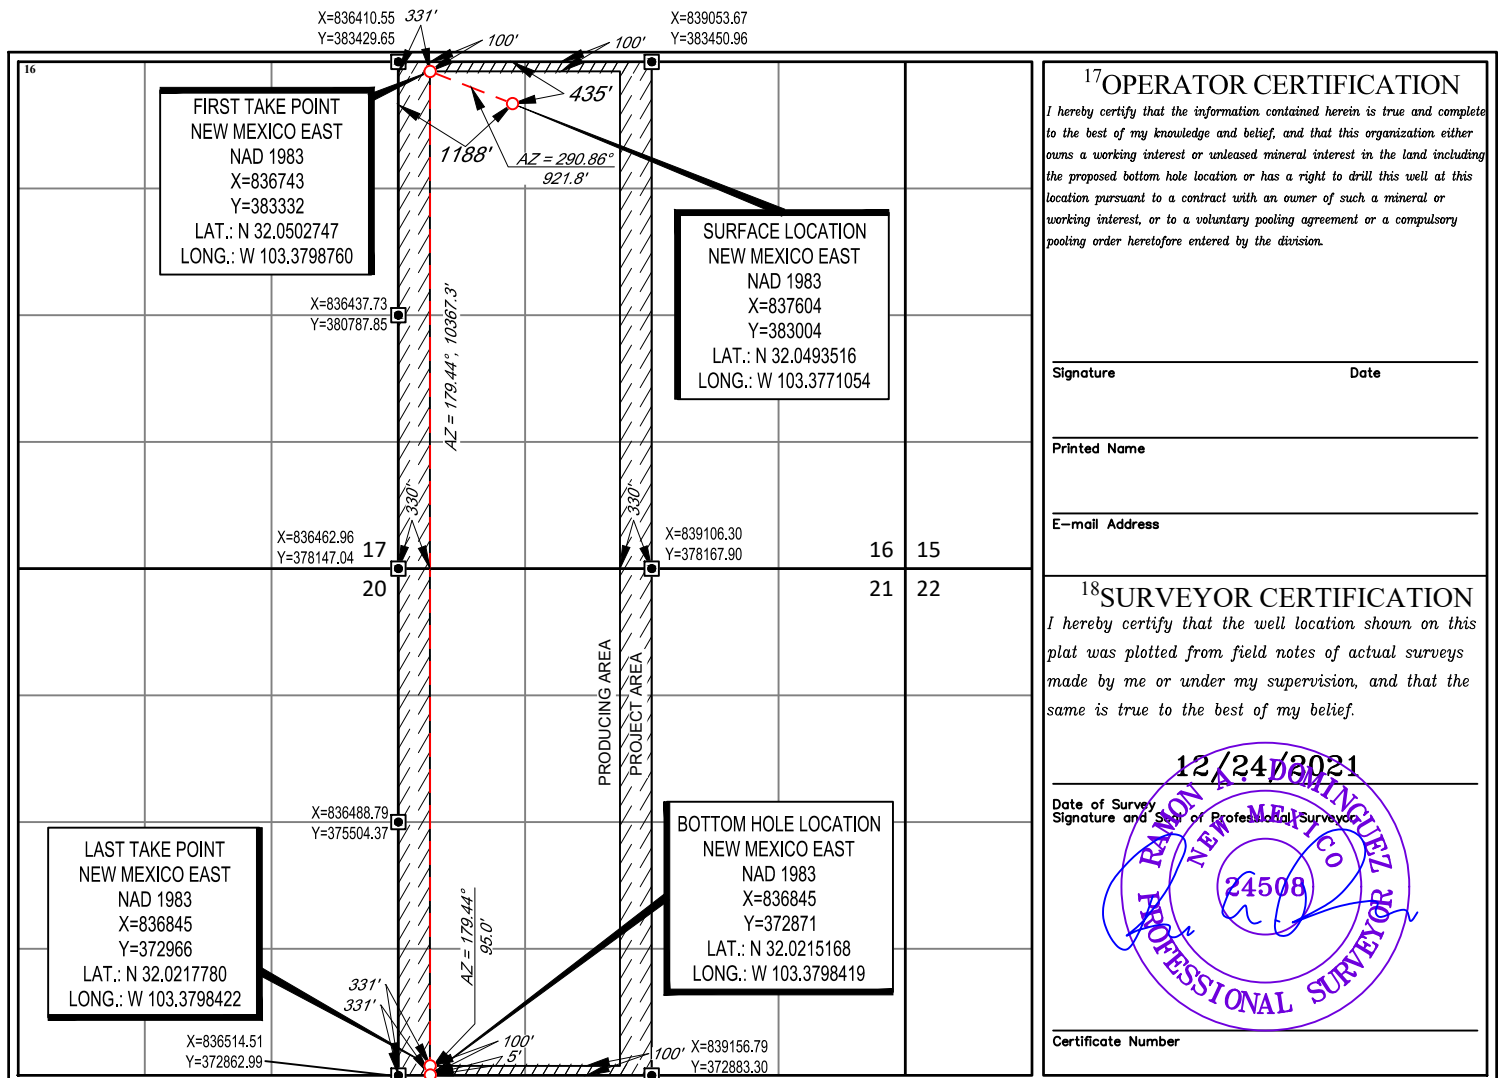 X=836410.55
Y=383429.65
331'
100'
100'
X=839053.67
Y=383450.96
16
FIRST TAKE POINT
NEW MEXICO EAST
NAD 1983
X=836743
Y=383332
LAT.: N 32.0502747
LONG.: W 103.3798760
435'
1188'
AZ = 290.86°
921.8'
SURFACE LOCATION
NEW MEXICO EAST
NAD 1983
X=837604
Y=383004
LAT.: N 32.0493516
LONG.: W 103.3771054
X=836437.73
Y=380787.85
AZ = 179.44°, 10367.3'
330'
330'
X=836462.96
Y=378147.04
17
20
X=839106.30
Y=378167.90
16
15
21
22
PRODUCING AREA
PROJECT AREA
X=836488.79
Y=375504.37
LAST TAKE POINT
NEW MEXICO EAST
NAD 1983
X=836845
Y=372966
LAT.: N 32.0217780
LONG.: W 103.3798422
AZ = 179.44°
95.0'
BOTTOM HOLE LOCATION
NEW MEXICO EAST
NAD 1983
X=836845
Y=372871
LAT.: N 32.0215168
LONG.: W 103.3798419
331'
331'
X=836514.51
Y=372862.99
100'
5'
100'
X=839156.79
Y=372883.30
17OPERATOR CERTIFICATION
I hereby certify that the information contained herein is true and complete
to the best of my knowledge and belief, and that this organization either
owns a working interest or unleased mineral interest in the land including
the proposed bottom hole location or has a right to drill this well at this
location pursuant to a contract with an owner of such a mineral or
working interest, or to a voluntary pooling agreement or a compulsory
pooling order heretofore entered by the division.
Signature Date
Printed Name
E-mail Address
18SURVEYOR CERTIFICATION
I hereby certify that the well location shown on this
plat was plotted from field notes of actual surveys
made by me or under my supervision, and that the
same is true to the best of my belief.
12/24/2021
Date of Survey
Signature and Seal of Professional Surveyor
RAMON A. DOMINGUEZ
NEW MEXICO
24508
PROFESSIONAL SURVEYOR
Certificate Number